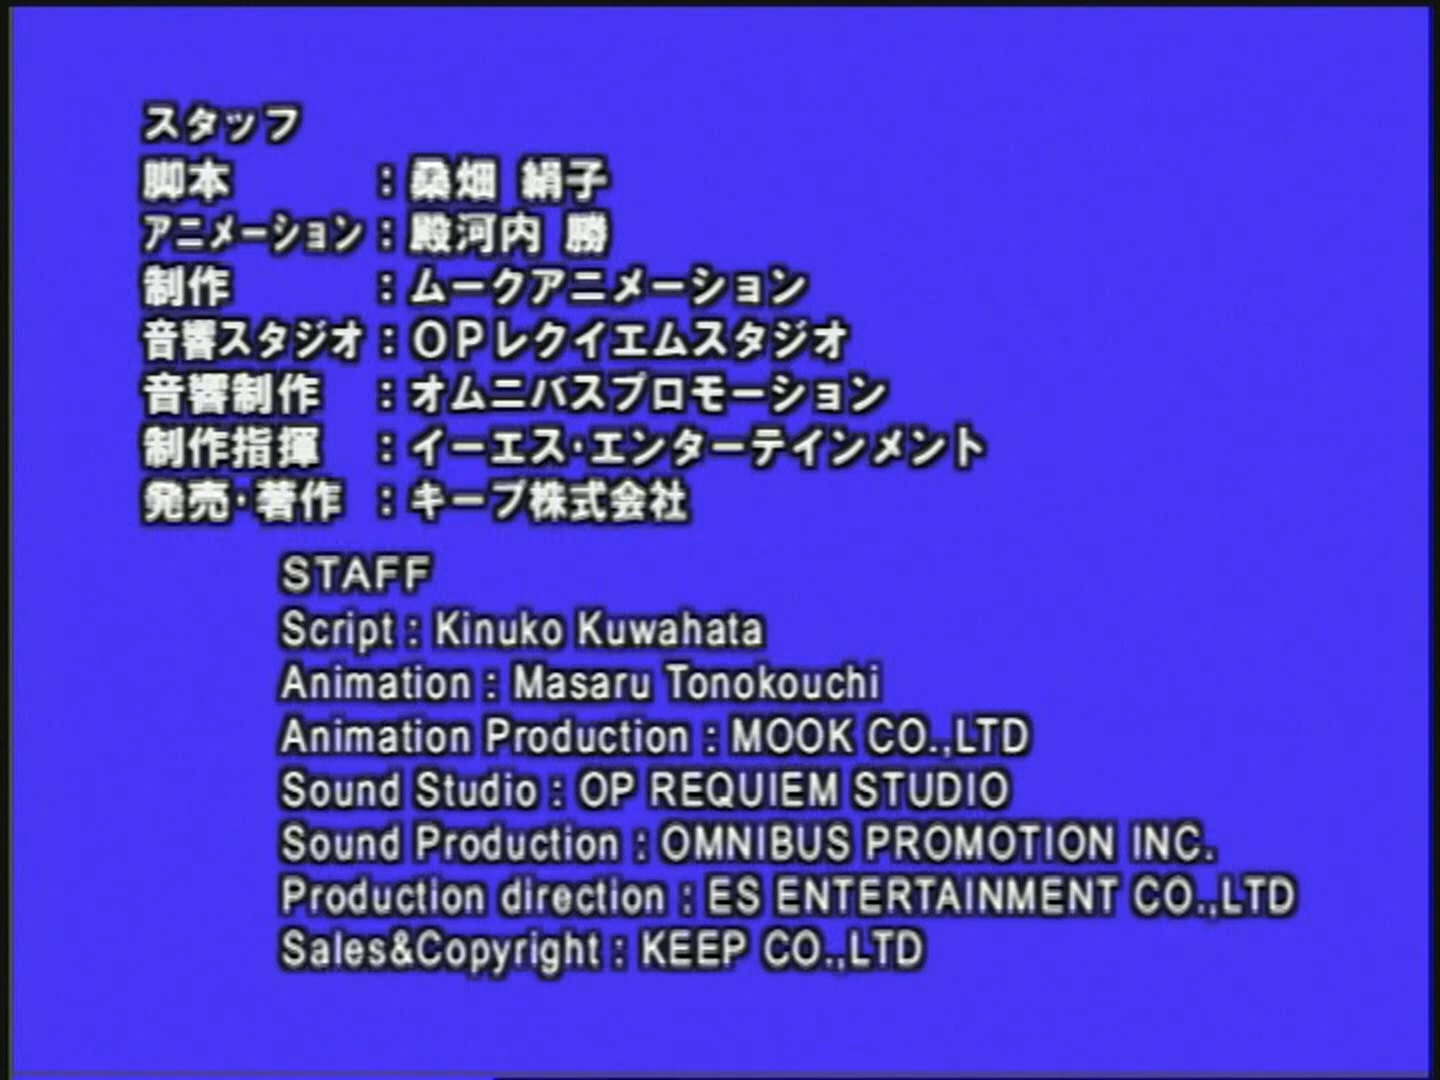 スタッフ
脚本 : 桑畑 絹子
アニメーション : 殿河内 勝
制作 : ムークアニメーション
音響スタジオ : OPレクイエムスタジオ
音響制作 : オムニバスプロモーション
制作指揮 : イーエス・エンターテインメント
発売・著作 : キープ株式会社
STAFF
Script : Kinuko Kuwahata
Animation : Masaru Tonokouchi
Animation Production : MOOK CO.,LTD
Sound Studio : OP REQUIEM STUDIO
Sound Production : OMNIBUS PROMOTION INC.
Production direction : ES ENTERTAINMENT CO.,LTD
Sales&Copyright : KEEP CO.,LTD